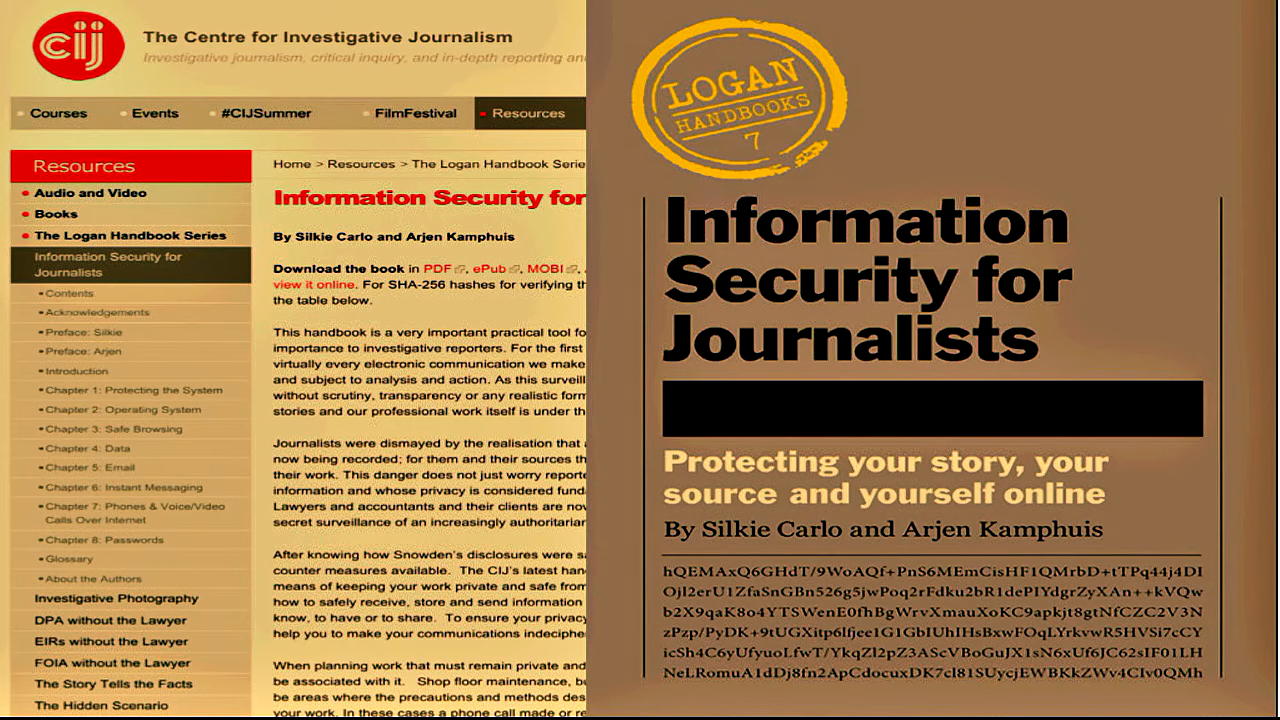 cij
The Centre for Investigative Journalism
Investigative journalism, critical inquiry, and in-depth reporting an
Courses
Events
#CIJSummer
FilmFestival
Resources
Resources
Audio and Video
Books
The Logan Handbook Series
Information Security for
Journalists
Contents
Acknowledgements
Preface: Silkie
Preface: Arjen
Introduction
Chapter 1: Protecting the System
Chapter 2: Operating System
Chapter 3: Safe Browsing
Chapter 4: Data
Chapter 5: Email
Chapter 6: Instant Messaging
Chapter 7: Phones & Voice/Video
Calls Over Internet
Chapter 8: Passwords
Glossary
About the Authors
Investigative Photography
DPA without the Lawyer
EIRs without the Lawyer
FOIA without the Lawyer
The Story Tells the Facts
The Hidden Scenario
Home > Resources > The Logan Handbook Serie
Information Security for
By Silkie Carlo and Arjen Kamphuis
Download the book in PDF, ePub, MOBI,
view it online. For SHA-256 hashes for verifying th
the table below.
This handbook is a very important practical tool fo
importance to investigative reporters. For the first
virtually every electronic communication we make
and subject to analysis and action. As this surveill
without scrutiny, transparency or any realistic form
stories and our professional work itself is under th
Journalists were dismayed by the realisation that
now being recorded; for them and their sources th
their work. This danger does not just worry reporte
information and whose privacy is considered fund
Lawyers and accountants and their clients are nov
secret surveillance of an increasingly authoritarian
After knowing how Snowden's disclosures were sa
counter measures available. The CIJ's latest han
means of keeping your work private and safe from
how to safely receive, store and send information
know, to have or to share. To ensure your privacy
help you to make your communications indeciphe
When planning work that must remain private and
be associated with it. Shop floor maintenance, bu
be areas where the precautions and methods des
your work. In these cases a phone call made or re
LOGAN
HANDBOOKS
7
Information
Security for
Journalists
Protecting your story, your
source and yourself online
By Silkie Carlo and Arjen Kamphuis
hQEMAxQ6GHdT/9WoAQf+PnS6MEmCisHF1QMrbD+tTPq44j4DI
OjI2erU1ZfaSnGBn526g5jwPoq2rFdku2bR1dePIYdgrZyXAn++kVQw
b2X9qaK8o4YTSWenE0fhBgWrvXmauXoKC9apkjt8gtNfCZC2V3N
zPzp/PyDK+9tUGXitp6lfjee1G1GbIUhIHsBxwFOqLYrkvwR5HVSi7cCY
icSh4C6yUfyuoLfwT/YkqZl2pZ3AScVBoGuJX1sN6xUf6JC62sIF01LH
NeLRomuA1dDj8fn2ApCdocuxDK7cl81SUycjEWBKkZWv4CIv0QMh